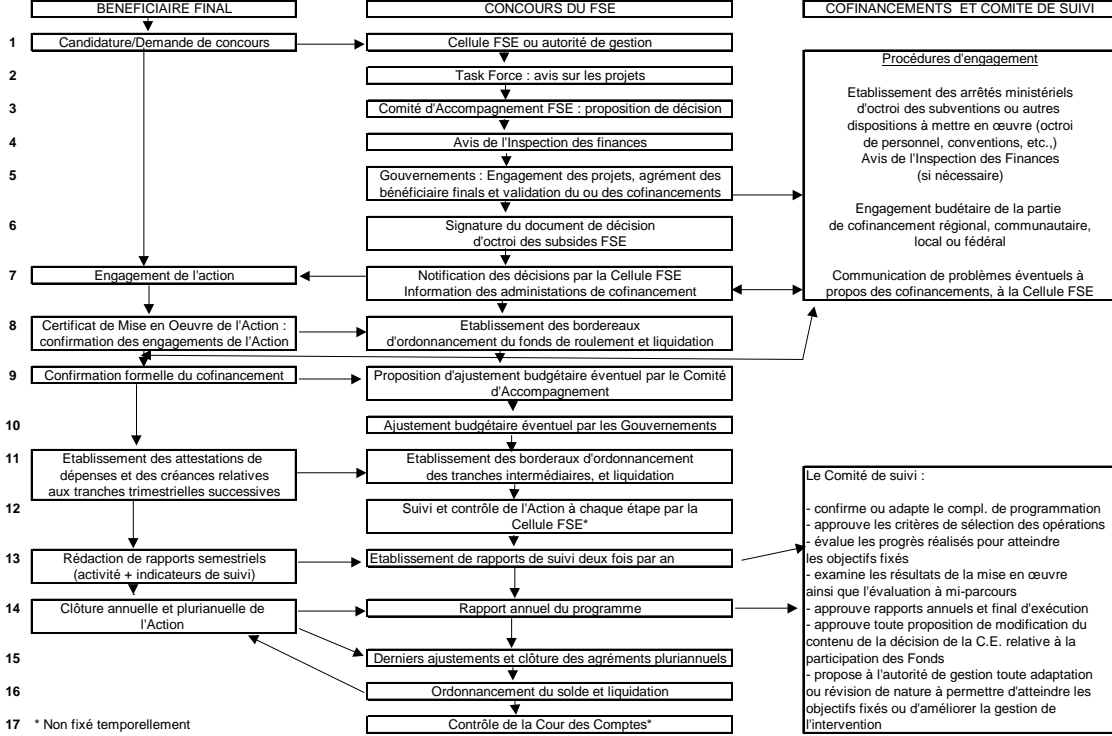 BENEFICIAIRE FINAL
CONCOURS DU FSE
COFINANCEMENTS ET COMITE DE SUIVI
1
Candidature/Demande de concours
Cellule FSE ou autorité de gestion
2
Task Force : avis sur les projets
3
Comité d'Accompagnement FSE : proposition de décision
4
Avis de l'Inspection des finances
5
Gouvernements : Engagement des projets, agrément des
bénéficiaire finals et validation du ou des cofinancements
6
Signature du document de décision
d'octroi des subsides FSE
7
Engagement de l'action
Notification des décisions par la Cellule FSE
Information des administations de cofinancement
Procédures d'engagement
Etablissement des arrêtés ministériels
d'octroi des subventions ou autres
dispositions à mettre en œuvre (octroi
de personnel, conventions, etc.,)
Avis de l'Inspection des Finances
(si nécessaire)
Engagement budétaire de la partie
de cofinancement régional, communautaire,
local ou fédéral
Communication de problèmes éventuels à
propos des cofinancements, à la Cellule FSE
8
Certificat de Mise en Oeuvre de l'Action :
confirmation des engagements de l'Action
Etablissement des bordereaux
d'ordonnancement du fonds de roulement et liquidation
9
Confirmation formelle du cofinancement
Proposition d'ajustement budgétaire éventuel par le Comité
d'Accompagnement
10
Ajustement budgétaire éventuel par les Gouvernements
11
Etablissement des attestations de
dépenses et des créances relatives
aux tranches trimestrielles successives
Etablissement des borderaux d'ordonnancement
des tranches intermédiaires, et liquidation
12
Suivi et contrôle de l'Action à chaque étape par la
Cellule FSE*
13
Rédaction de rapports semestriels
(activité + indicateurs de suivi)
Etablissement de rapports de suivi deux fois par an
14
Clôture annuelle et plurianuelle de
l'Action
Rapport annuel du programme
15
Derniers ajustements et clôture des agréments pluriannuels
16
Ordonnancement du solde et liquidation
17
* Non fixé temporellement
Contrôle de la Cour des Comptes*
Le Comité de suivi :
- confirme ou adapte le compl. de programmation
- approuve les critères de sélection des opérations
- évalue les progrès réalisés pour atteindre
les objectifs fixés
- examine les résultats de la mise en œuvre
ainsi que l'évaluation à mi-parcours
- approuve rapports annuels et final d'exécution
- approuve toute proposition de modification du
contenu de la décision de la C.E. relative à la
participation des Fonds
- propose à l'autorité de gestion toute adaptation
ou révision de nature à permettre d'atteindre les
objectifs fixés ou d'améliorer la gestion de
l'intervention